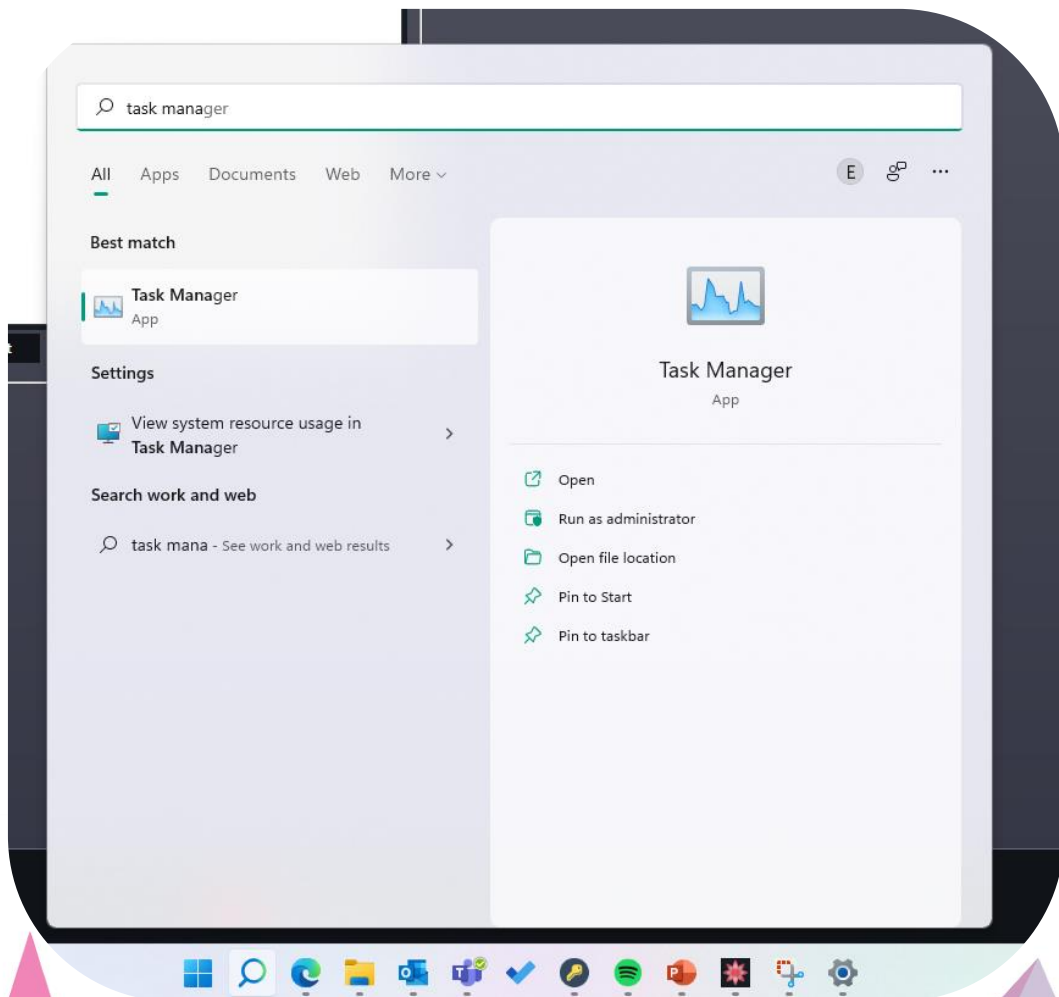 task manager
All Apps Documents Web More
E
Best match
Task Manager
App
Settings
View system resource usage in
Task Manager
Search work and web
task mana - See work and web results
Task Manager
App
Open
Run as administrator
Open file location
Pin to Start
Pin to taskbar